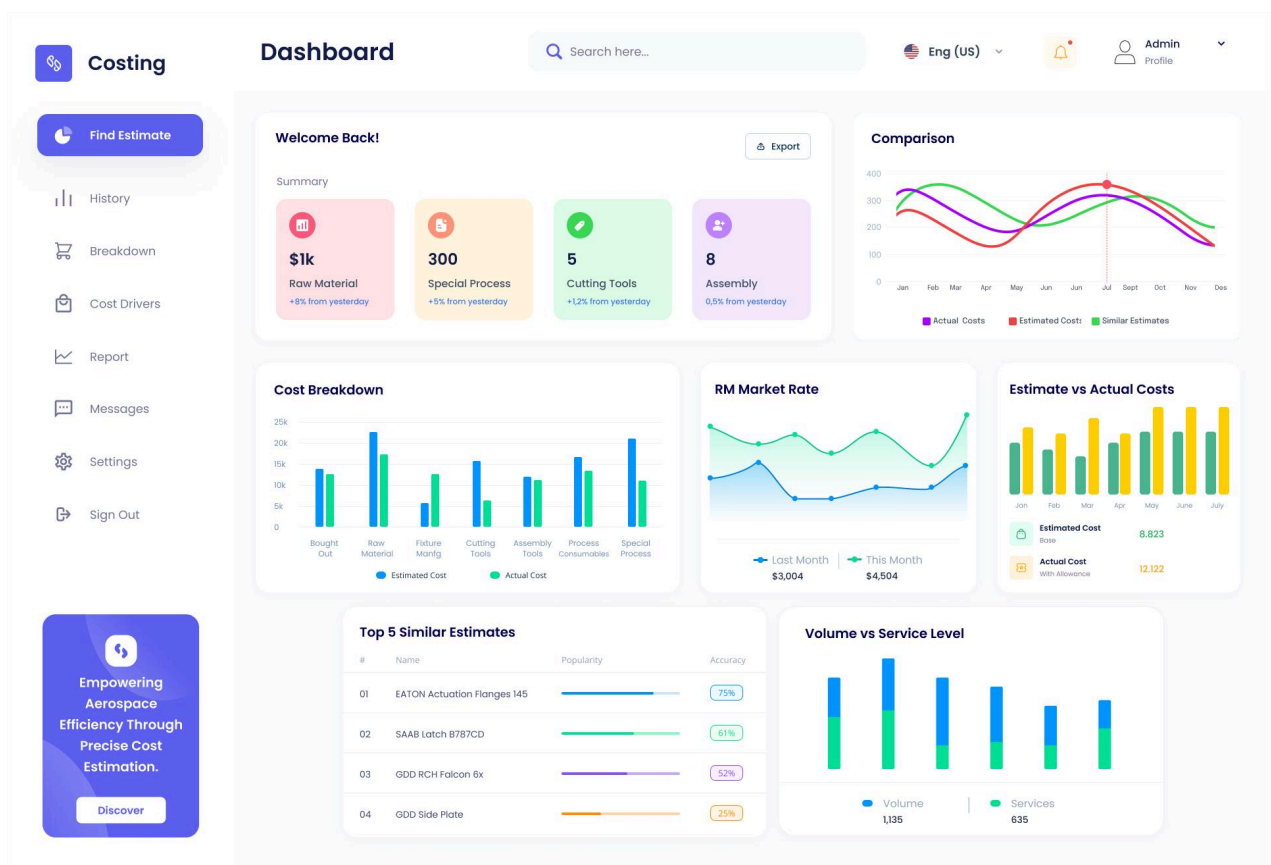 Costing
Dashboard
Search here...
Eng (US)
Admin
Profile
Find Estimate
History
Breakdown
Cost Drivers
Report
Messages
Settings
Sign Out
Empowering
Aerospace
Efficiency Through
Precise Cost
Estimation.
Discover
Welcome Back!
Export
Summary
$1k
Raw Material
+8% from yesterday
300
Special Process
+5% from yesterday
5
Cutting Tools
+1,2% from yesterday
8
Assembly
0,5% from yesterday
Comparison
400
300
200
100
0
Jan Feb Mar Apr May Jun Jun Jul Sept Oct Nov Des
Actual Costs Estimated Costs Similar Estimates
Cost Breakdown
25k
20k
15k
10k
5k
0
Bought Out
Raw Material
Fixture Manfg
Cutting Tools
Assembly Tools
Process Consumables
Special Process
Estimated Cost Actual Cost
RM Market Rate
Last Month This Month
$3,004 $4,504
Estimate vs Actual Costs
Jan Feb Mar Apr May June July
Estimated Cost
Base
8.823
Actual Cost
With Allowance
12.122
Top 5 Similar Estimates
# Name Popularity Accuracy
01 EATON Actuation Flanges 145 75%
02 SAAB Latch B787CD 61%
03 GDD RCH Falcon 6x 52%
04 GDD Side Plate 25%
Volume vs Service Level
Volume Services
1,135 635